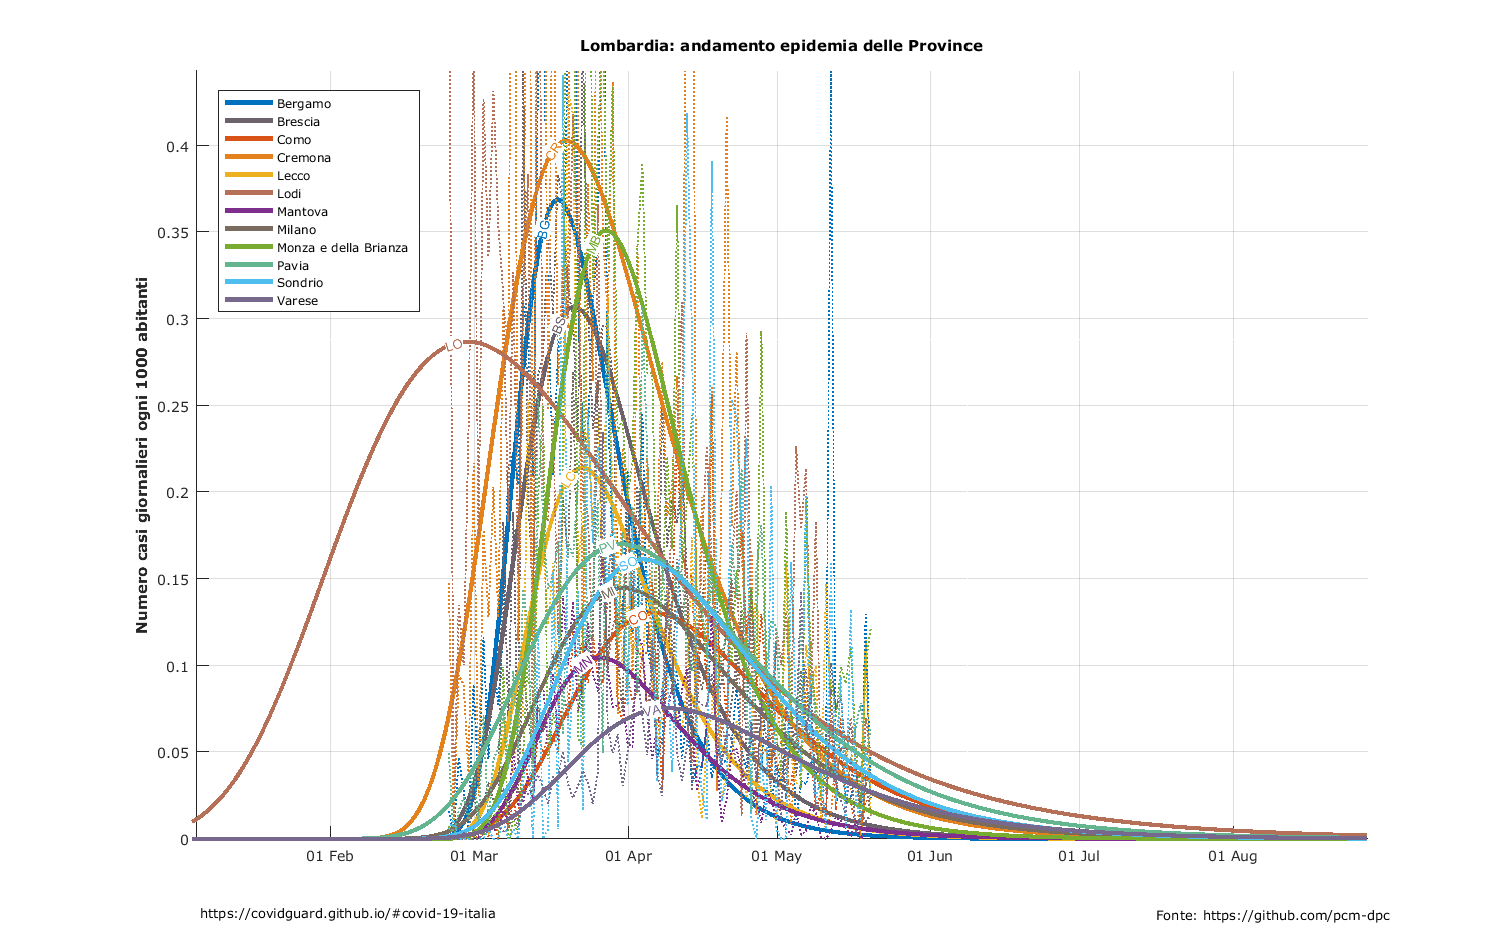 Lombardia: andamento epidemia delle Province
Numero casi giornalieri ogni 1000 abitanti
0.4
0.35
0.3
0.25
0.2
0.15
0.1
0.05
0
Bergamo
Brescia
Como
Cremona
Lecco
Lodi
Mantova
Milano
Monza e della Brianza
Pavia
Sondrio
Varese
CR
BG
MB
BS
LO
LC
PV
SO
MI
CO
MN
VA
01 Feb
01 Mar
01 Apr
01 May
01 Jun
01 Jul
01 Aug
https://covidguard.github.io/#covid-19-italia
Fonte: https://github.com/pcm-dpc